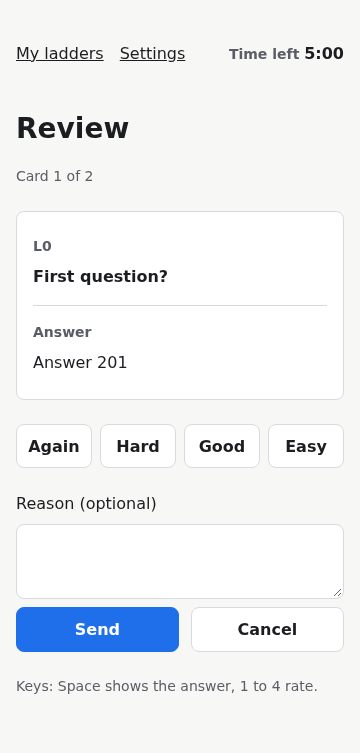 My ladders Settings Time left 5:00
Review
Card 1 of 2
L0
First question?
Answer
Answer 201
Again Hard Good Easy
Reason (optional)
Send Cancel
Keys: Space shows the answer, 1 to 4 rate.